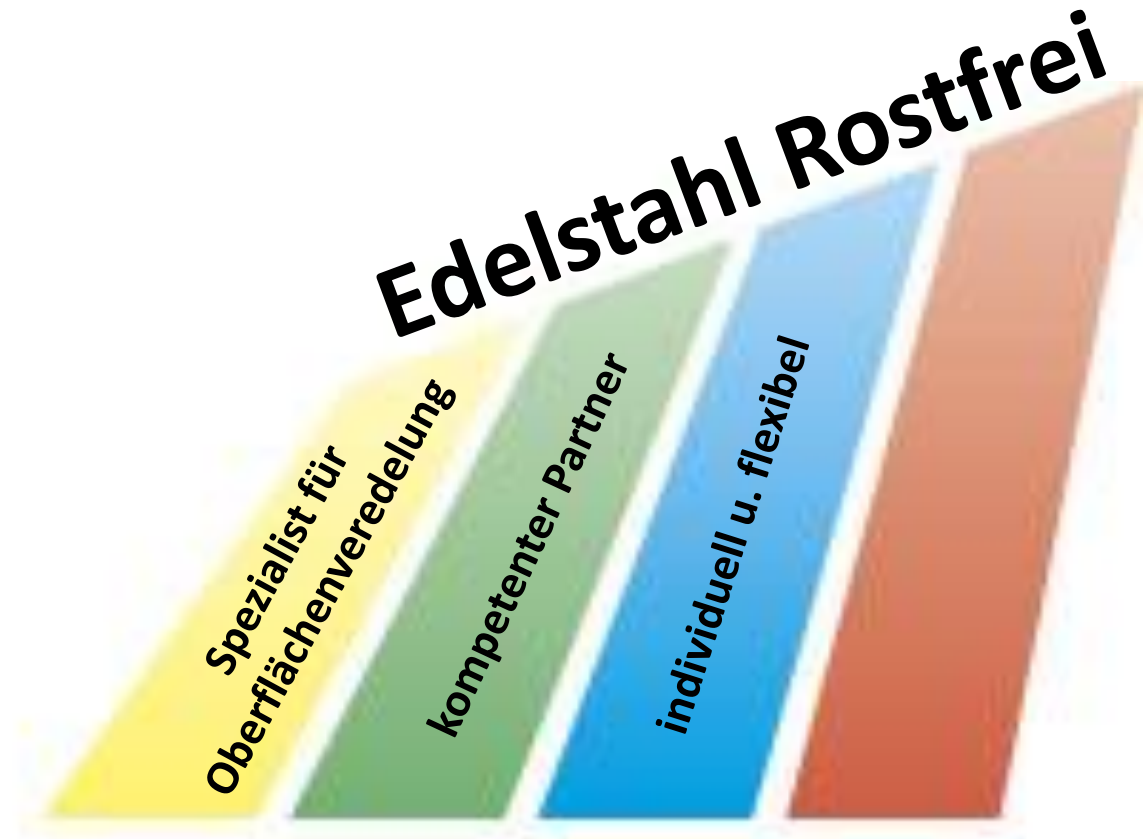 Edelstahl Rostfrei
Spezialist für
Oberflächenveredelung
kompetenter Partner
individuell u. flexibel